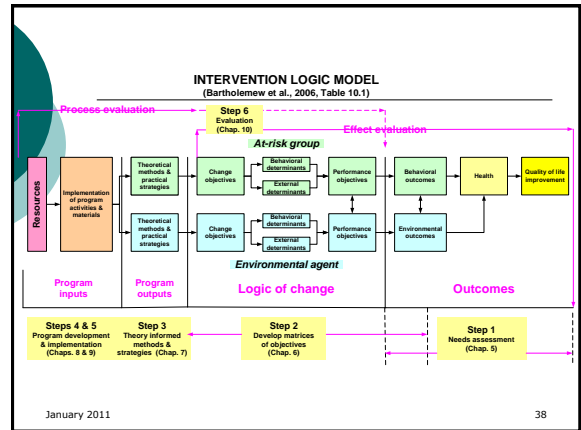 INTERVENTION LOGIC MODEL
(Bartholemew et al., 2006, Table 10.1)
Process evaluation
Step 6
Evaluation
(Chap. 10)
Effect evaluation
At-risk group
Resources
Implementation
of program
activities &
materials
Theoretical
methods &
practical
strategies
Change
objectives
Behavioral
determinants
External
determinants
Performance
objectives
Behavioral
outcomes
Health
Quality of life
improvement
Theoretical
methods &
practical
strategies
Change
objectives
Behavioral
determinants
External
determinants
Performance
objectives
Environmental
outcomes
Environmental agent
Program
inputs
Program
outputs
Logic of change
Outcomes
Steps 4 & 5
Program development
& implementation
(Chaps. 8 & 9)
Step 3
Theory informed
methods &
strategies (Chap. 7)
Step 2
Develop matrices
of objectives
(Chap. 6)
Step 1
Needs assessment
(Chap. 5)
January 2011
38